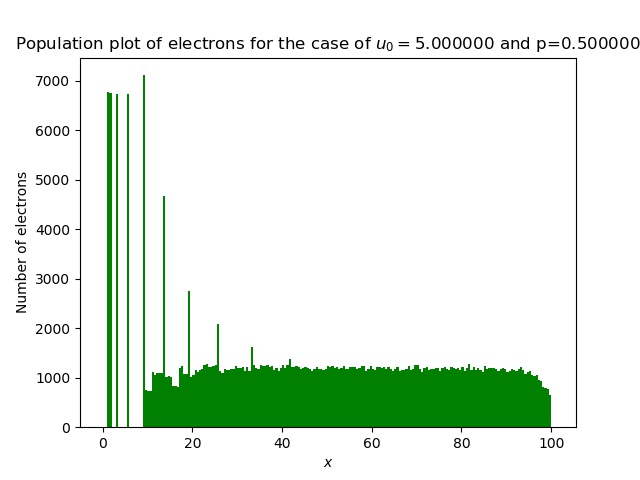 Population plot of electrons for the case of $u_0 = 5.000000$ and p=0.500000
7000
6000
5000
4000
3000
2000
1000
0
Number of electrons
0 20 40 60 80 100
x